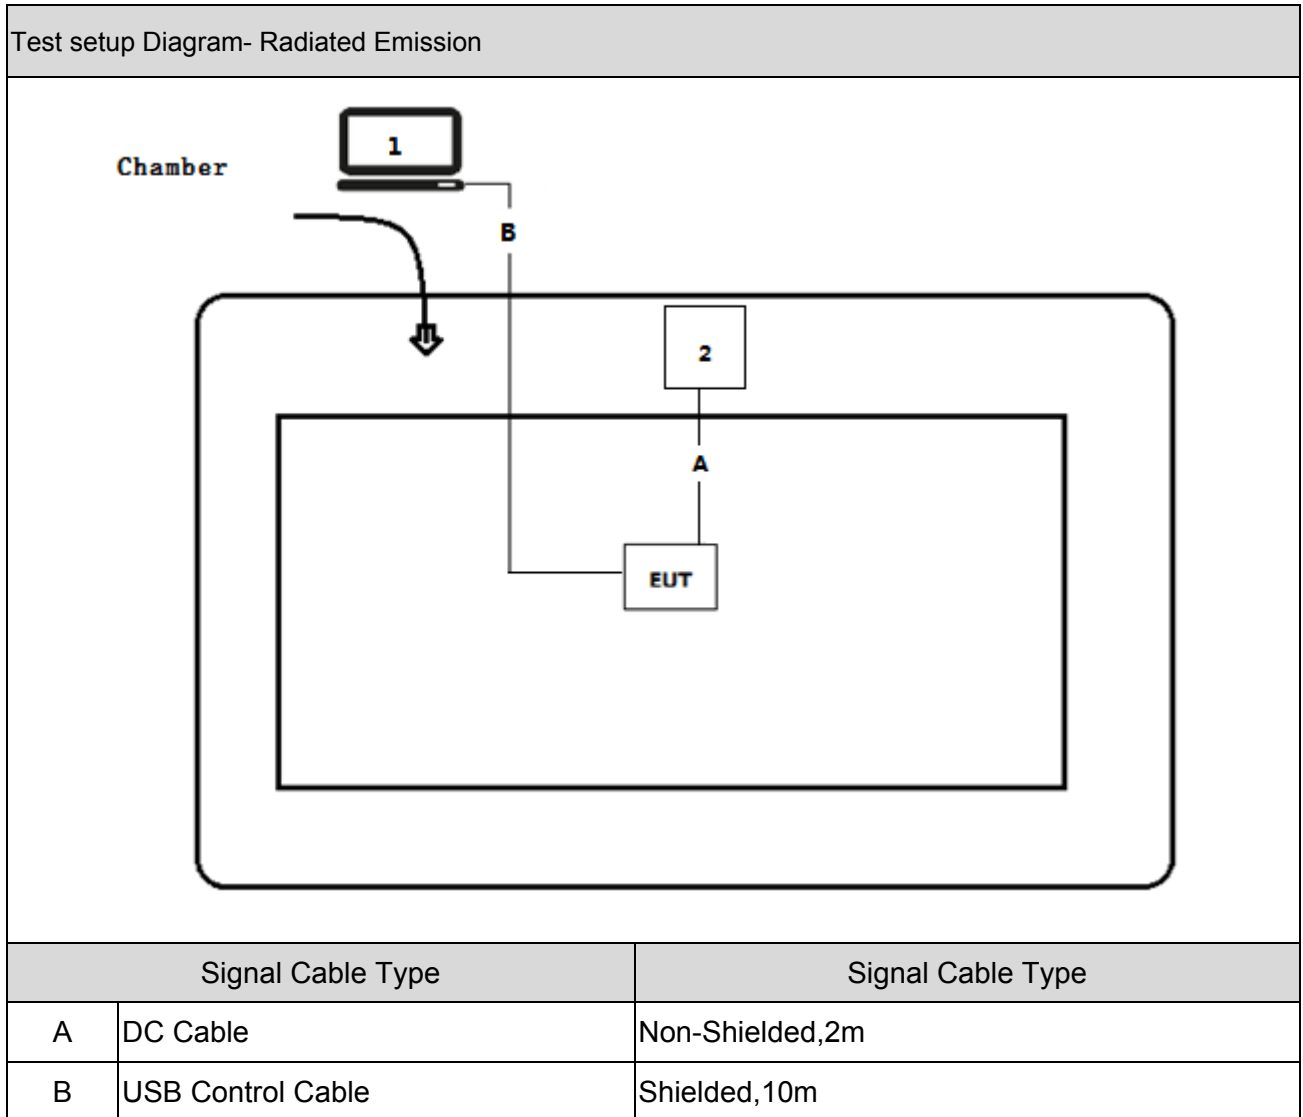 Test setup Diagram- Radiated Emission
1
Chamber
B
2
A
EUT
Signal Cable Type Signal Cable Type
A DC Cable Non-Shielded,2m
B USB Control Cable Shielded,10m